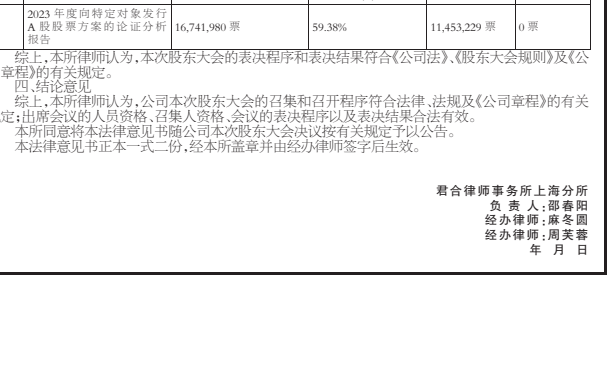 2023 年度向特定对象发行
A 股股票方案的论证分析
报告
16,741,980 票
59.38%
11,453,229 票
0 票
综上,本所律师认为,本次股东大会的表决程序和表决结果符合《公司法》、《股东大会规则》及《公
章程》的有关规定。
四、结论意见
综上,本所律师认为,公司本次股东大会的召集和召开程序符合法律、法规及《公司章程》的有关
定;出席会议的人员资格、召集人资格、会议的表决程序以及表决结果合法有效。
本所同意将本法律意见书随公司本次股东大会决议按有关规定予以公告。
本法律意见书正本一式二份,经本所盖章并由经办律师签字后生效。
君合律师事务所上海分所
负 责 人:邵春阳
经办律师:麻冬圆
经办律师:周芙蓉
年 月 日